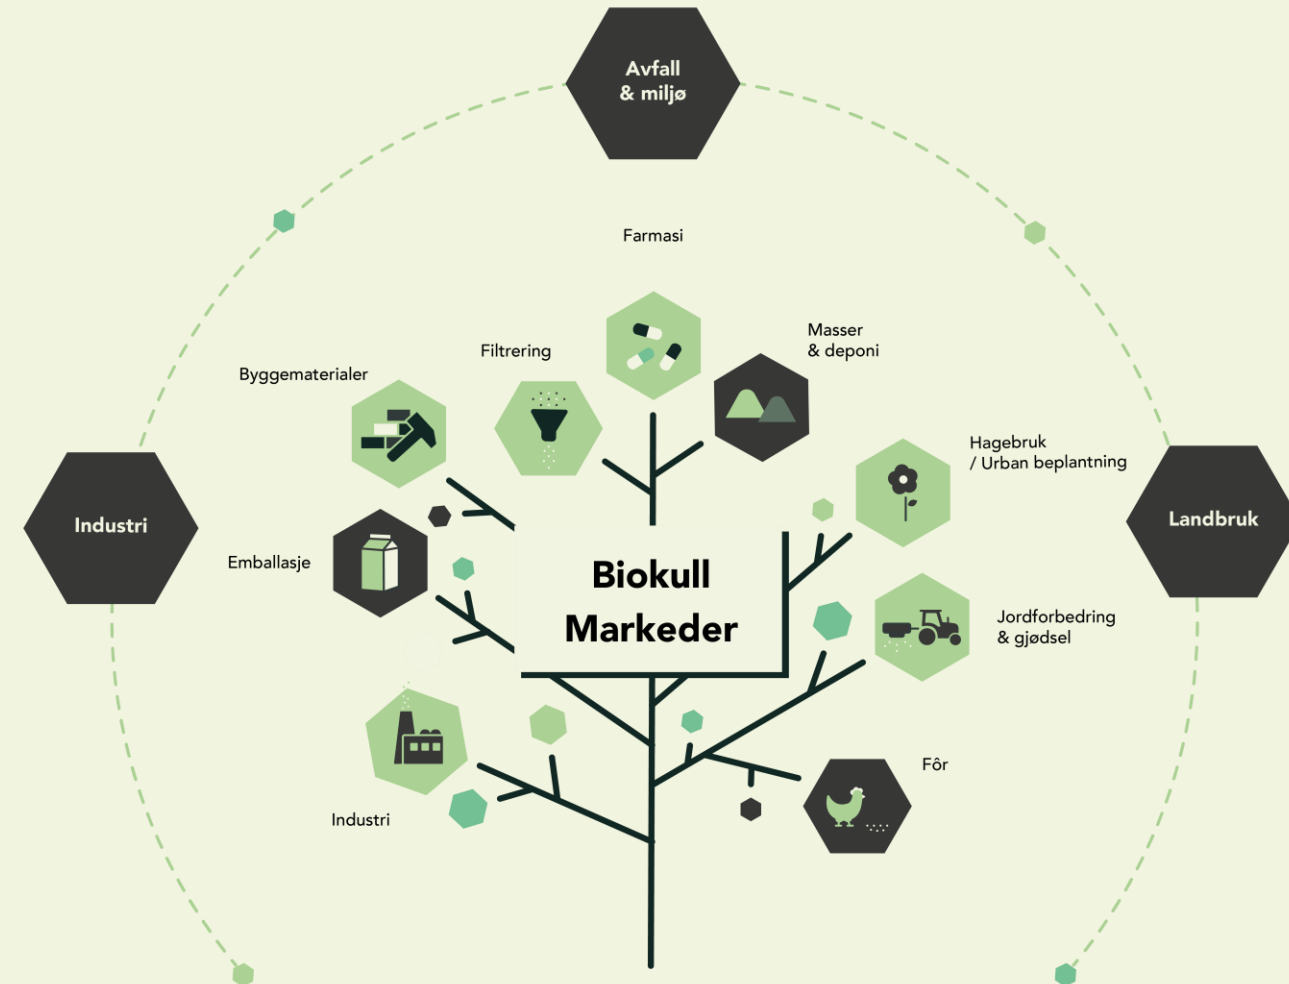 Avfall
& miljø
Farmasi
Masser
& deponi
Filtrering
Byggematerialer
Hagebruk
/ Urban beplantning
Industri
Landbruk
Emballasje
Biokull
Markeder
Jordforbedring
& gjødsel
Fôr
Industri